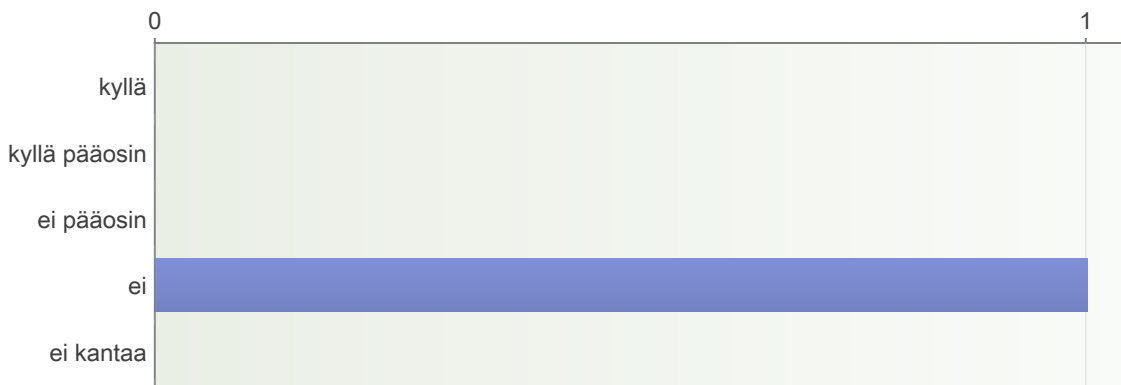 0 1
kyllä
kyllä pääosin
ei pääosin
ei
ei kantaa